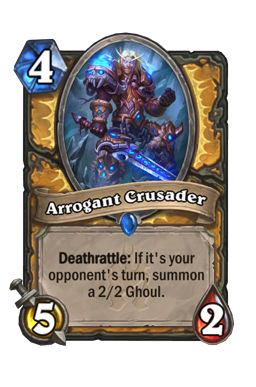 4
Arrogant Crusader
Deathrattle: If it's your
opponent's turn, summon
a 2/2 Ghoul.
5
2